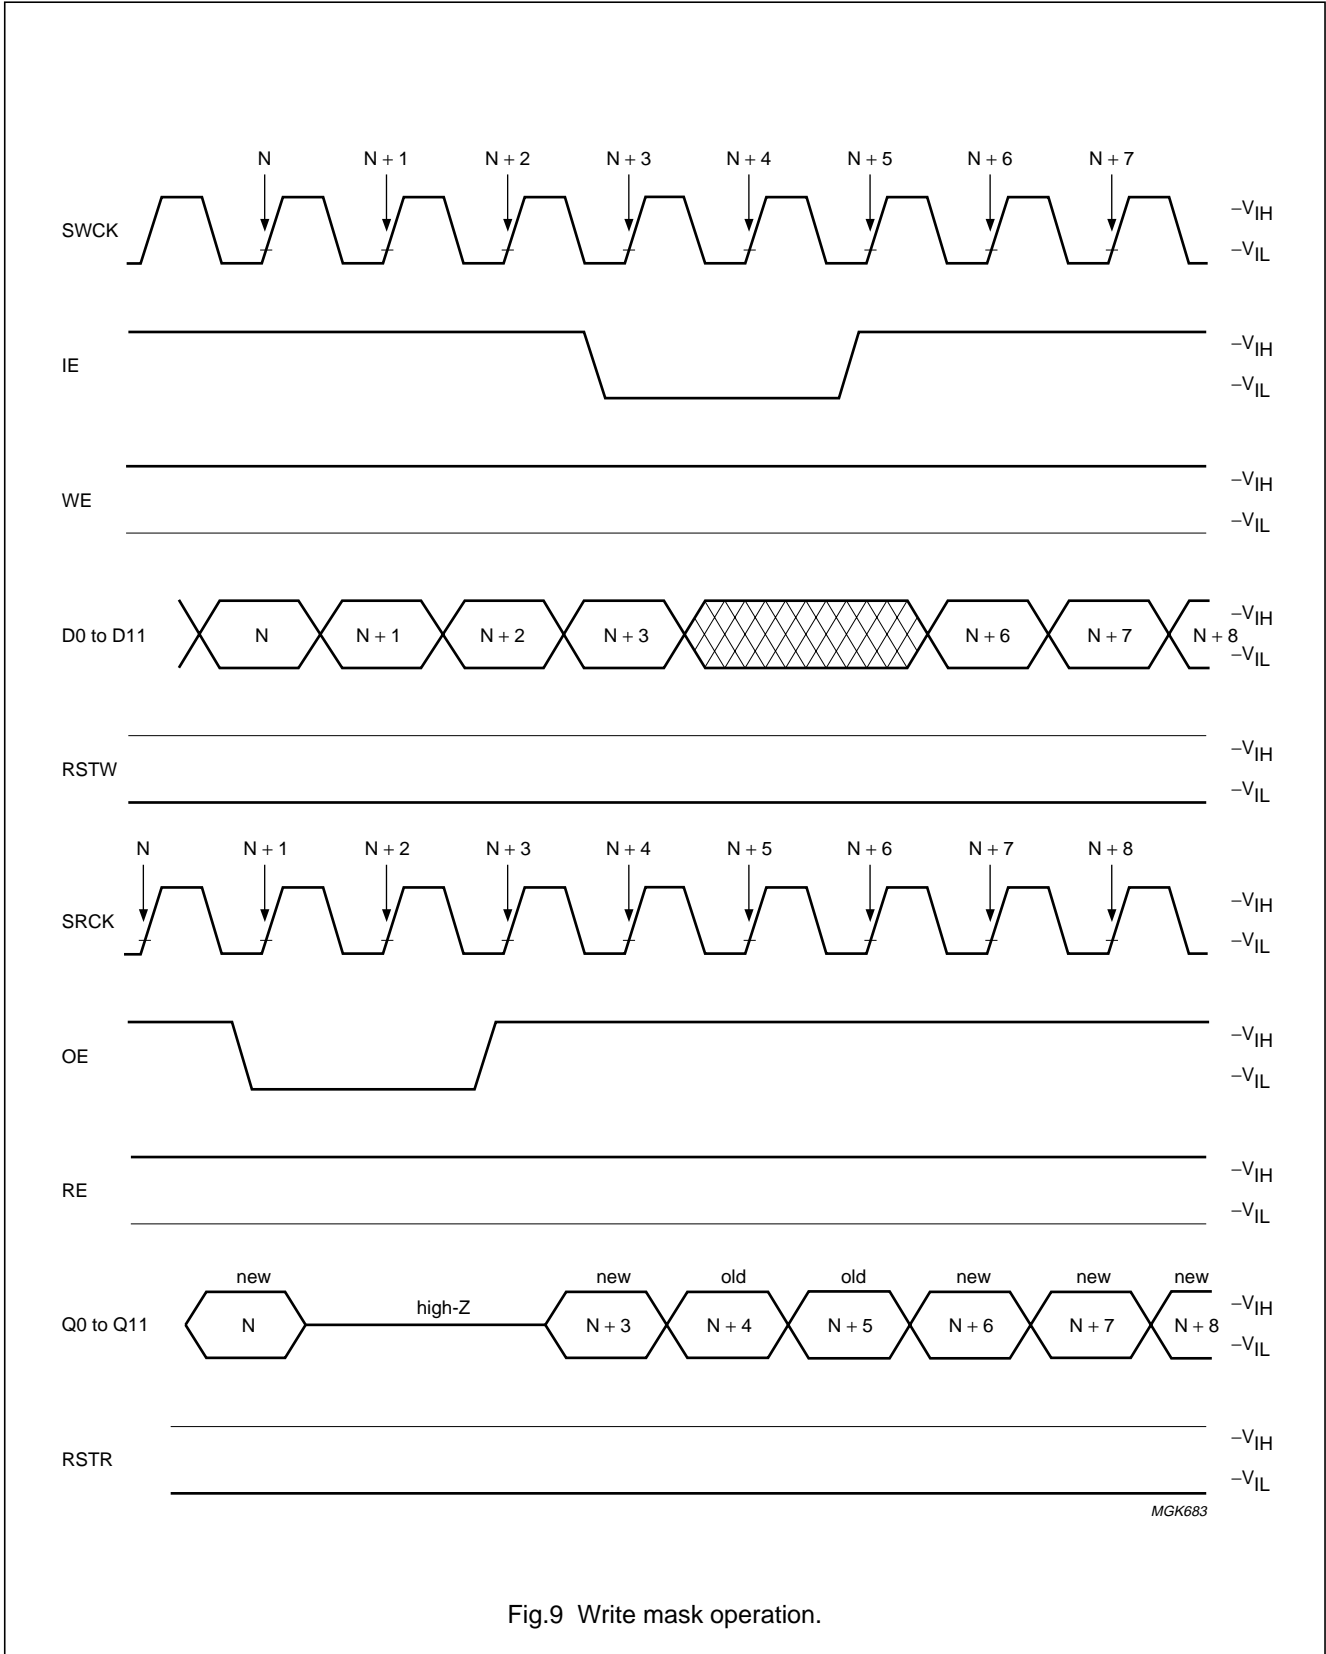 N N + 1 N + 2 N + 3 N + 4 N + 5 N + 6 N + 7
SWCK
–VIH
–VIL
IE
–VIH
–VIL
WE
–VIH
–VIL
D0 to D11 N N + 1 N + 2 N + 3 N + 6 N + 7 N + 8
–VIH
–VIL
RSTW
–VIH
–VIL
N N + 1 N + 2 N + 3 N + 4 N + 5 N + 6 N + 7 N + 8
SRCK
–VIH
–VIL
OE
–VIH
–VIL
RE
–VIH
–VIL
new new old old new new new
high-Z
Q0 to Q11 N N + 3 N + 4 N + 5 N + 6 N + 7 N + 8
–VIH
–VIL
RSTR
–VIH
–VIL
MGK683
Fig.9 Write mask operation.